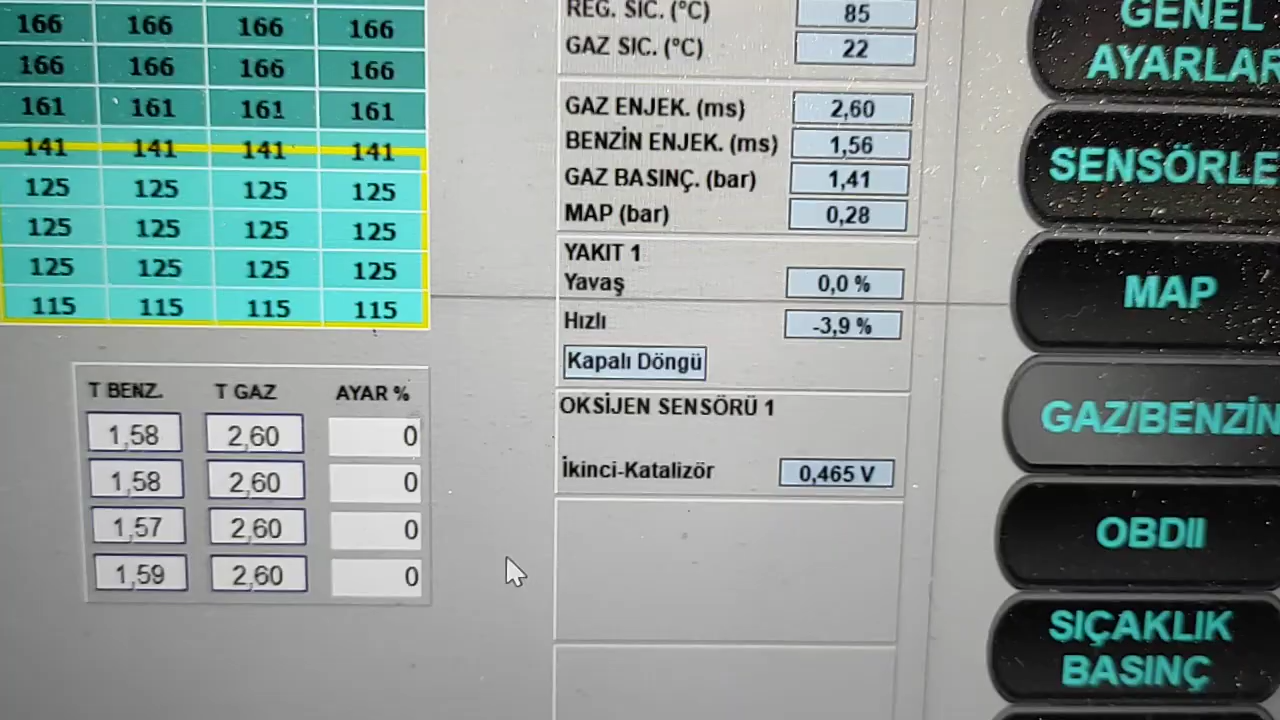 166 166 166 166
166 166 166 166
161 161 161 161
141 141 141 141
125 125 125 125
125 125 125 125
125 125 125 125
115 115 115 115
T BENZ. T GAZ AYAR %
1,58 2,60 0
1,58 2,60 0
1,57 2,60 0
1,59 2,60 0
REG. SIC. (°C) 85
GAZ SIC. (°C) 22
GAZ ENJEK. (ms) 2,60
BENZİN ENJEK. (ms) 1,56
GAZ BASINÇ. (bar) 1,41
MAP (bar) 0,28
YAKIT 1
Yavaş 0,0 %
Hızlı -3,9 %
Kapalı Döngü
OKSİJEN SENSÖRÜ 1
İkinci-Katalizör 0,465 V
GENEL
AYARLAR
SENSÖRLE
MAP
GAZ/BENZİN
OBDII
SIÇAKLIK
BASINÇ